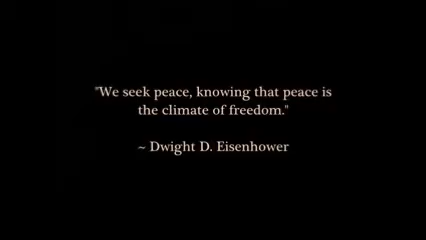 "We seek peace, knowing that peace is
the climate of freedom."
~ Dwight D. Eisenhower